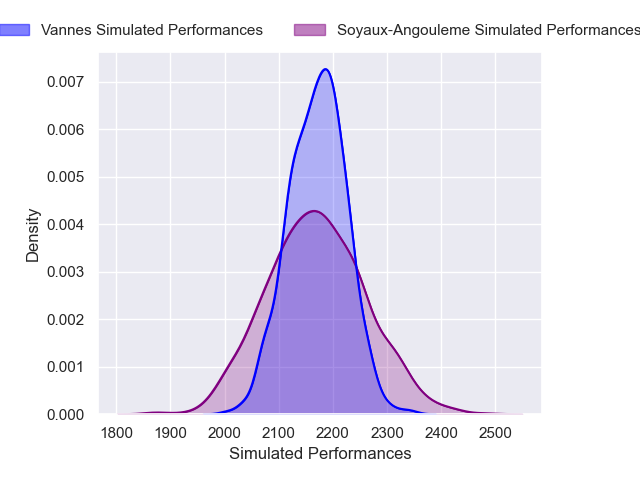 Vannes Simulated Performances Soyaux-Angouleme Simulated Performances
0.007
0.006
0.005
0.004
0.003
0.002
0.001
0.000
Density
1800 1900 2000 2100 2200 2300 2400 2500
Simulated Performances